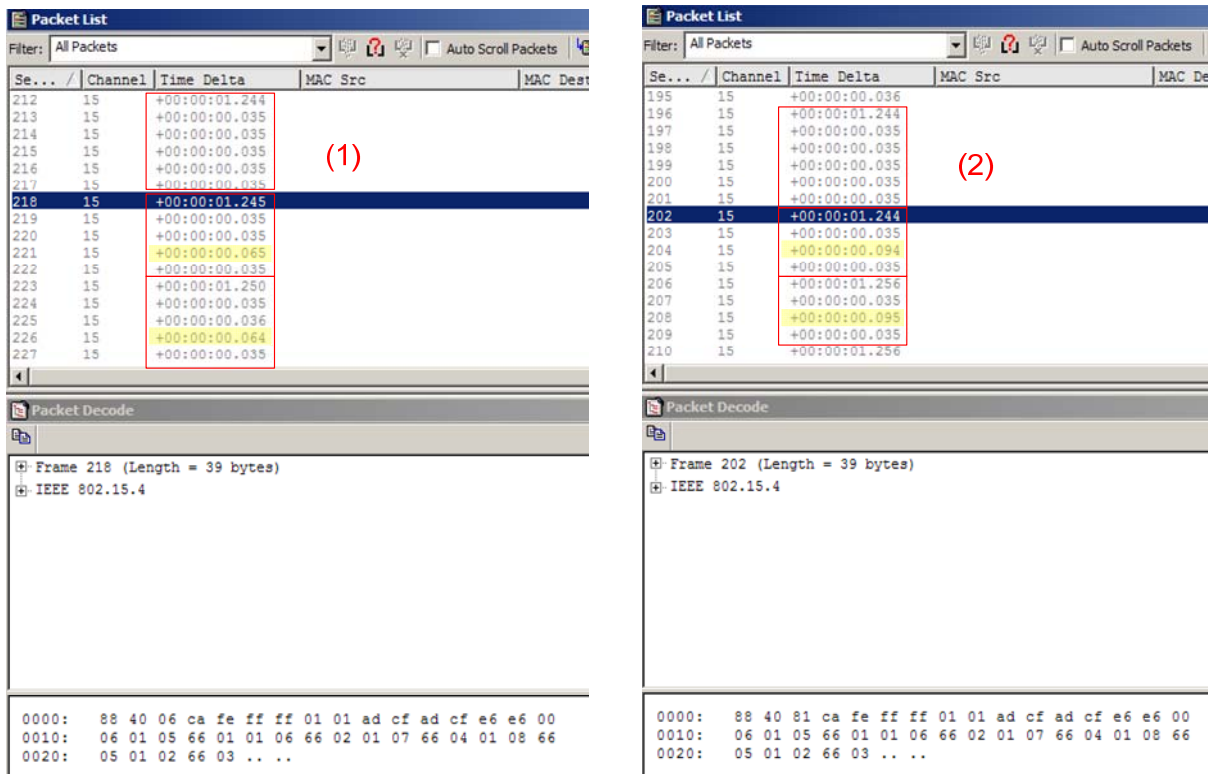 Packet List
Filter: All Packets Auto Scroll Packets
Se... / Channel Time Delta MAC Src MAC Dest
212 15 +00:00:01.244
213 15 +00:00:00.035
214 15 +00:00:00.035
215 15 +00:00:00.035
216 15 +00:00:00.035
217 15 +00:00:00.035
(1)
218 15 +00:00:01.245
219 15 +00:00:00.035
220 15 +00:00:00.035
221 15 +00:00:00.065
222 15 +00:00:00.035
223 15 +00:00:01.250
224 15 +00:00:00.035
225 15 +00:00:00.036
226 15 +00:00:00.064
227 15 +00:00:00.035
Packet Decode
Frame 218 (Length = 39 bytes)
IEEE 802.15.4
0000: 88 40 06 ca fe ff ff 01 01 ad cf ad cf e6 e6 00
0010: 06 01 05 66 01 01 06 66 02 01 07 66 04 01 08 66
0020: 05 01 02 66 03 .. ..
Packet List
Filter: All Packets Auto Scroll Packets
Se... / Channel Time Delta MAC Src MAC De
195 15 +00:00:00.036
196 15 +00:00:01.244
197 15 +00:00:00.035
198 15 +00:00:00.035
199 15 +00:00:00.035
200 15 +00:00:00.035
201 15 +00:00:00.035
(2)
202 15 +00:00:01.244
203 15 +00:00:00.035
204 15 +00:00:00.094
205 15 +00:00:00.035
206 15 +00:00:01.256
207 15 +00:00:00.035
208 15 +00:00:00.095
209 15 +00:00:00.035
210 15 +00:00:01.256
Packet Decode
Frame 202 (Length = 39 bytes)
IEEE 802.15.4
0000: 88 40 81 ca fe ff ff 01 01 ad cf ad cf e6 e6 00
0010: 06 01 05 66 01 01 06 66 02 01 07 66 04 01 08 66
0020: 05 01 02 66 03 .. ..